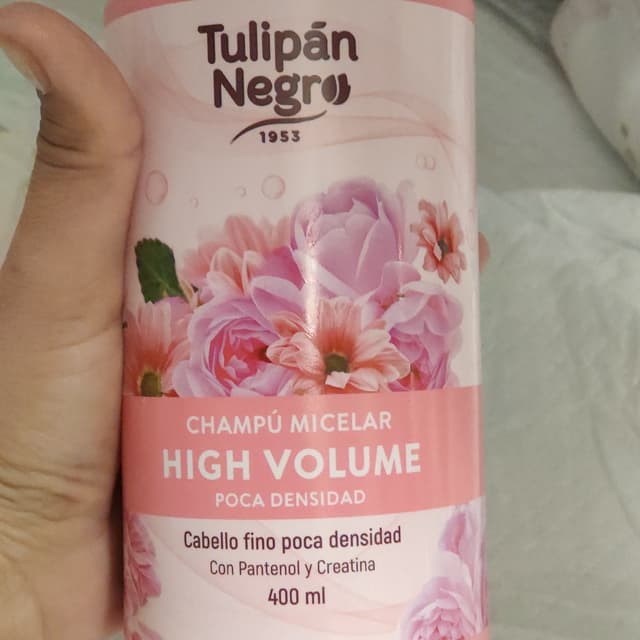 Tulipán
Negro
1953
CHAMPÚ MICELAR
HIGH VOLUME
POCA DENSIDAD
Cabello fino poca densidad
Con Pantenol y Creatina
400 ml